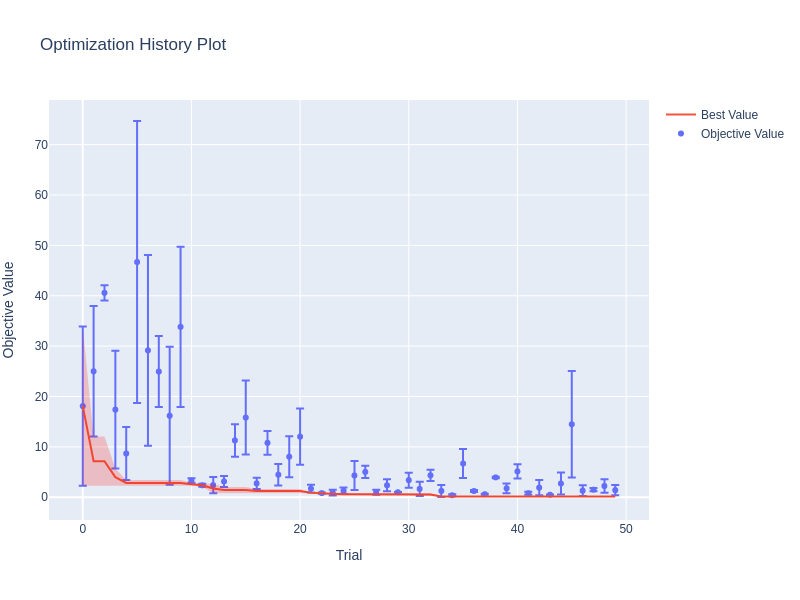 Optimization History Plot
Best Value
Objective Value
Objective Value
70
60
50
40
30
20
10
0
0 10 20 30 40 50
Trial